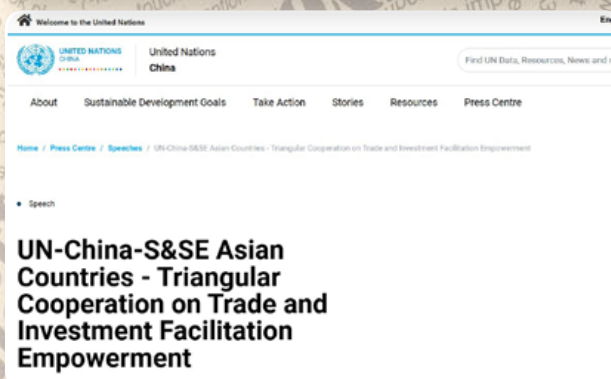 Welcome to the United Nations
UNITED NATIONS
CHINA
United Nations
China
Find UN Data, Resources, News and
About Sustainable Development Goals Take Action Stories Resources Press Centre
Home / Press Centre / Speeches / UN-China-S&SE Asian Countries - Triangular Cooperation on Trade and Investment Facilitation Empowerment
Speech
UN-China-S&SE Asian
Countries - Triangular
Cooperation on Trade and
Investment Facilitation
Empowerment